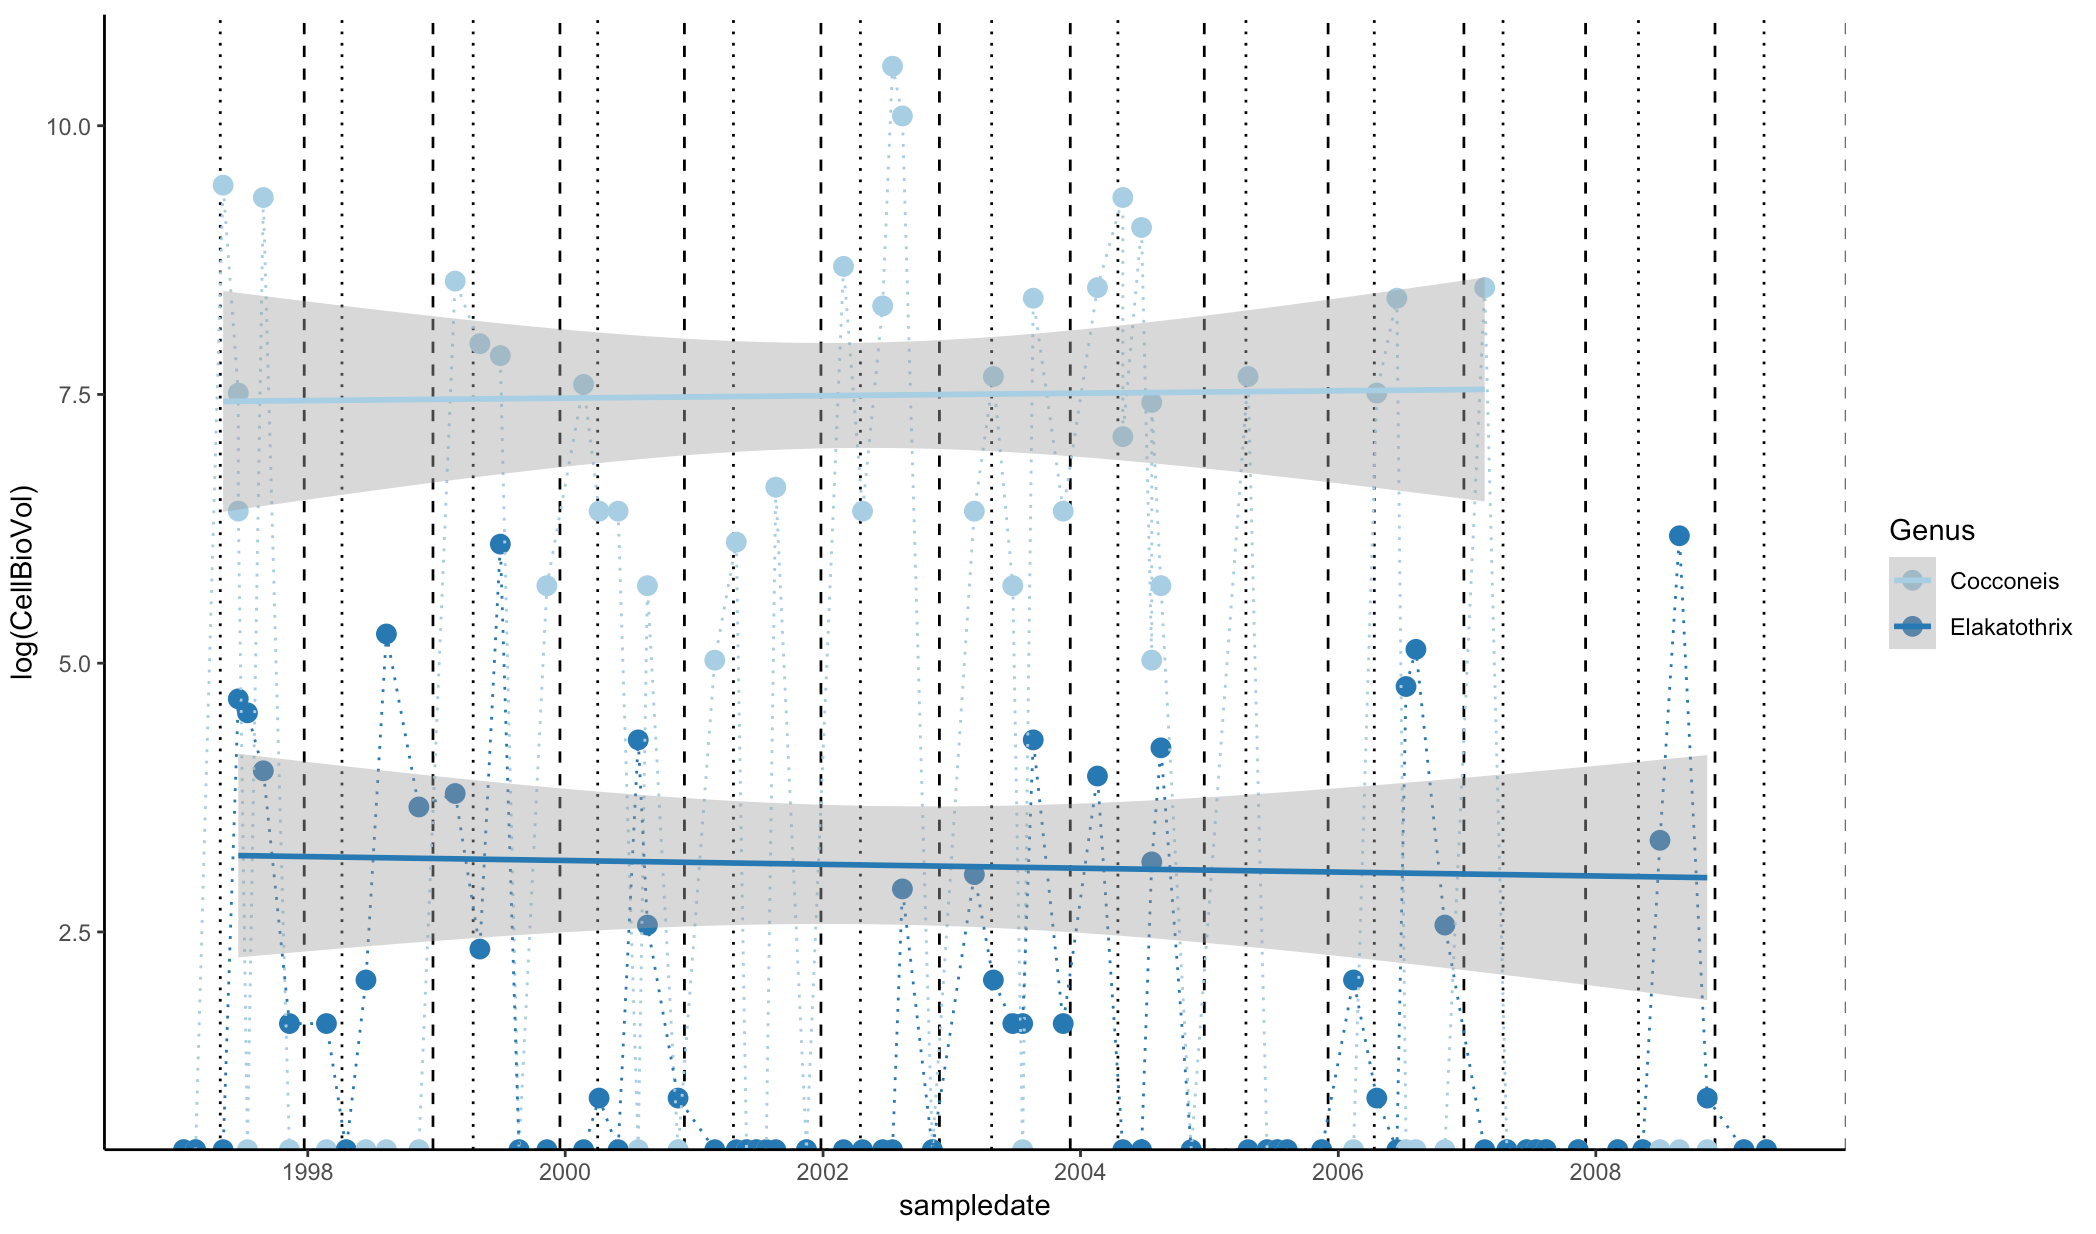 10.0
7.5
5.0
2.5
log(CellBioVol)
1998 2000 2002 2004 2006 2008
sampledate
Genus
Cocconeis
Elakatothrix